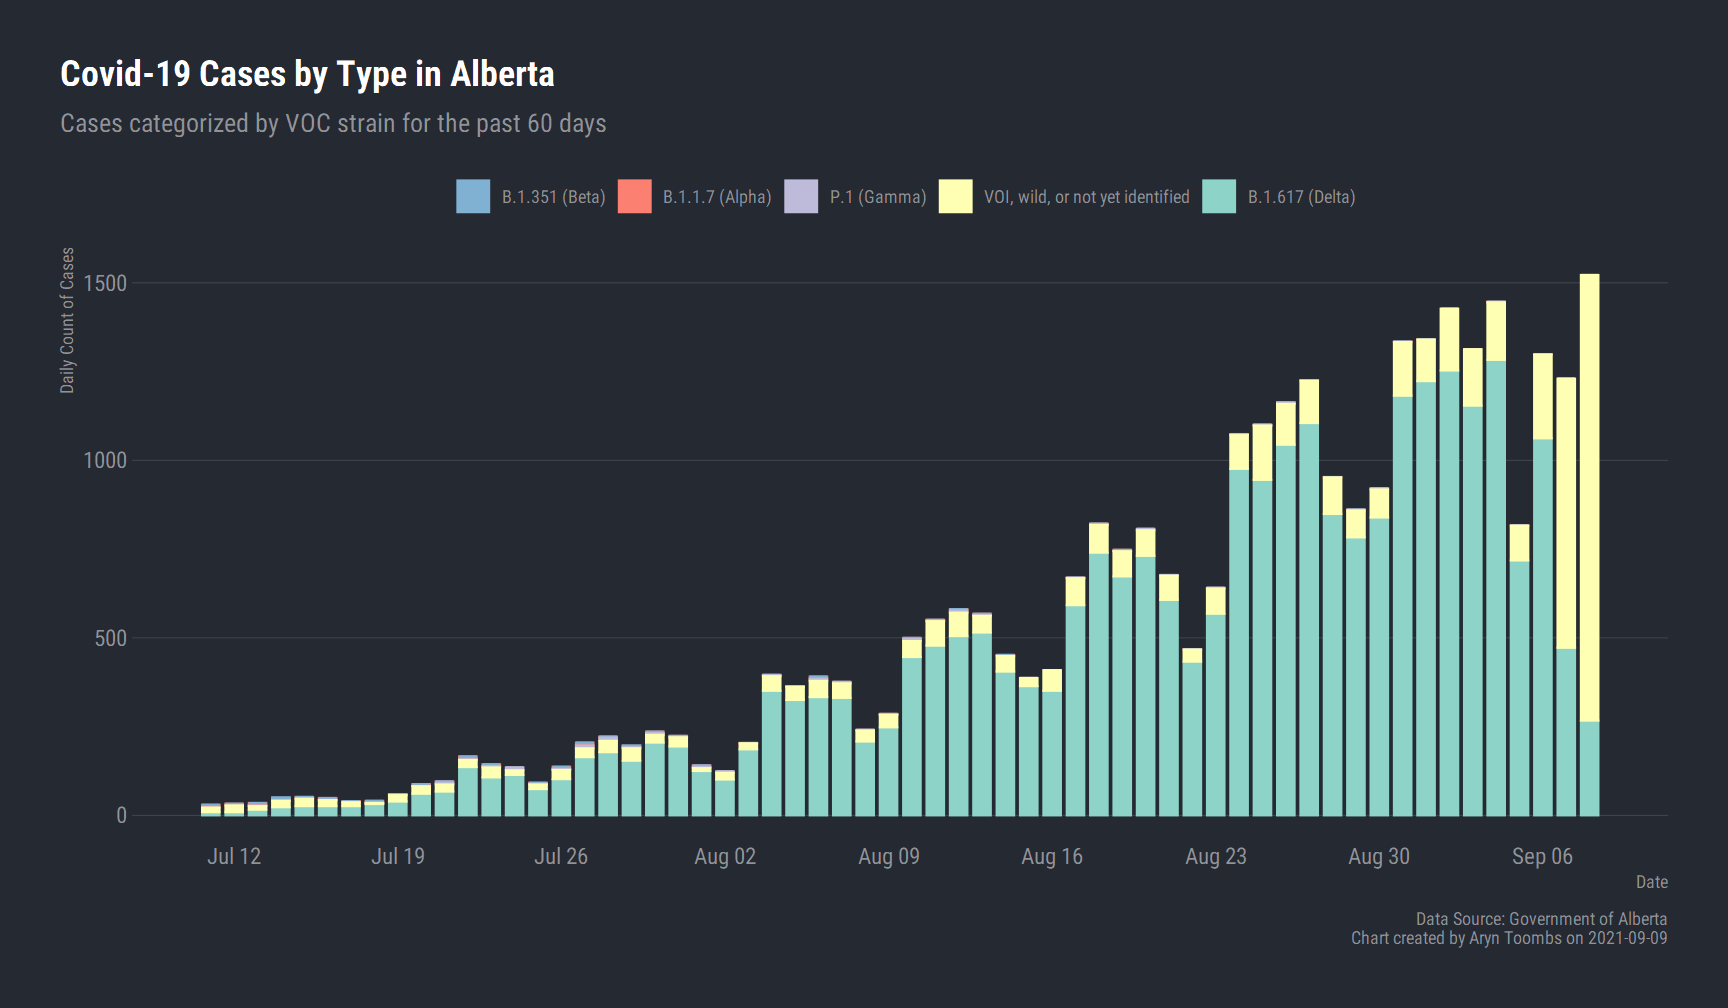 Covid-19 Cases by Type in Alberta
Cases categorized by VOC strain for the past 60 days
B.1.351 (Beta) B.1.1.7 (Alpha) P.1 (Gamma) VOI, wild, or not yet identified B.1.617 (Delta)
Daily Count of Cases
1500
1000
500
0
Jul 12 Jul 19 Jul 26 Aug 02 Aug 09 Aug 16 Aug 23 Aug 30 Sep 06
Date
Data Source: Government of Alberta
Chart created by Aryn Toombs on 2021-09-09